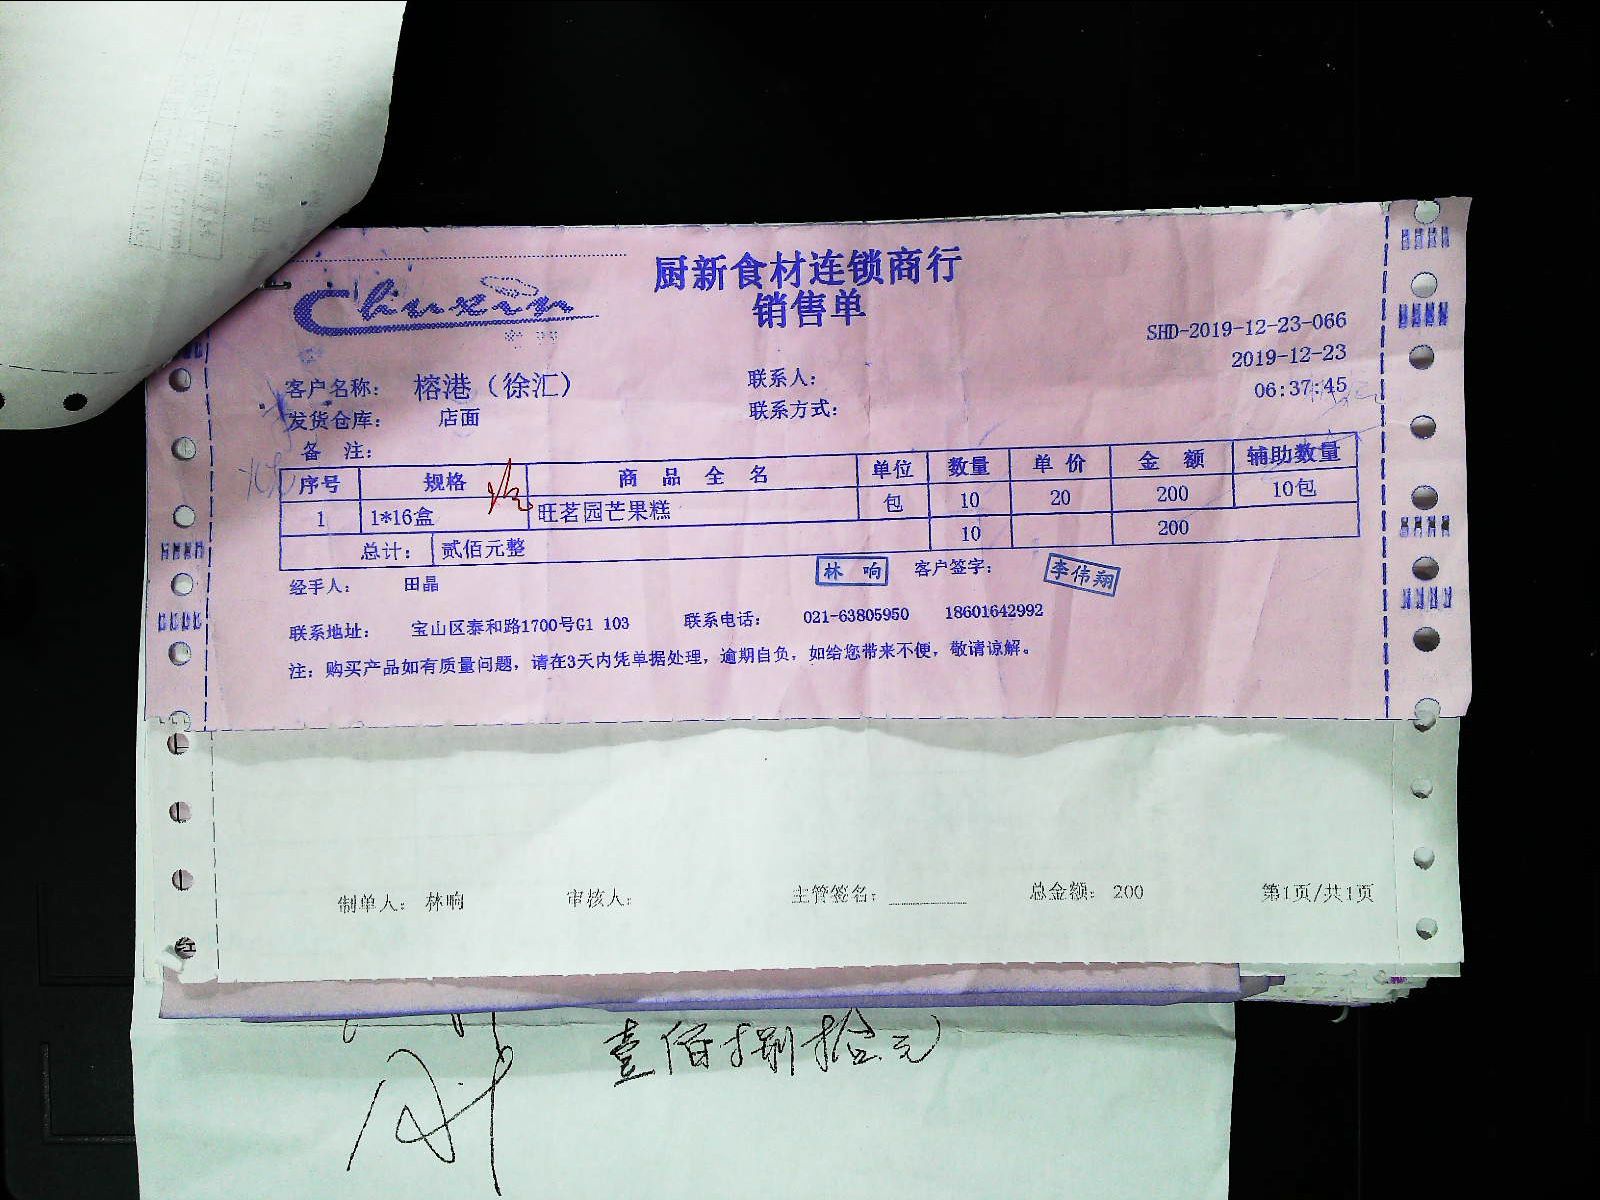 Chuxin
厨新食材连锁商行
销售单
SHD-2019-12-23-066
2019-12-23
06:37:45
客户名称： 榕港（徐汇） 联系人：
发货仓库： 店面 联系方式：
备 注：
序号 规格 商品全名 单位 数量 单价 金额 辅助数量
1 1*16盒 旺茗园芒果糕 包 10 20 200 10包
总计： 贰佰元整 10 200
经手人： 田晶 林响 客户签字： 李伟翔
联系地址： 宝山区泰和路1700号G1 103 联系电话： 021-63805950 18601642992
注：购买产品如有质量问题，请在3天内凭单据处理，逾期自负，如给您带来不便，敬请谅解。
制单人： 林响 审核人： 主管签名： 总金额： 200 第1页/共1页
红
壹佰捌拾元